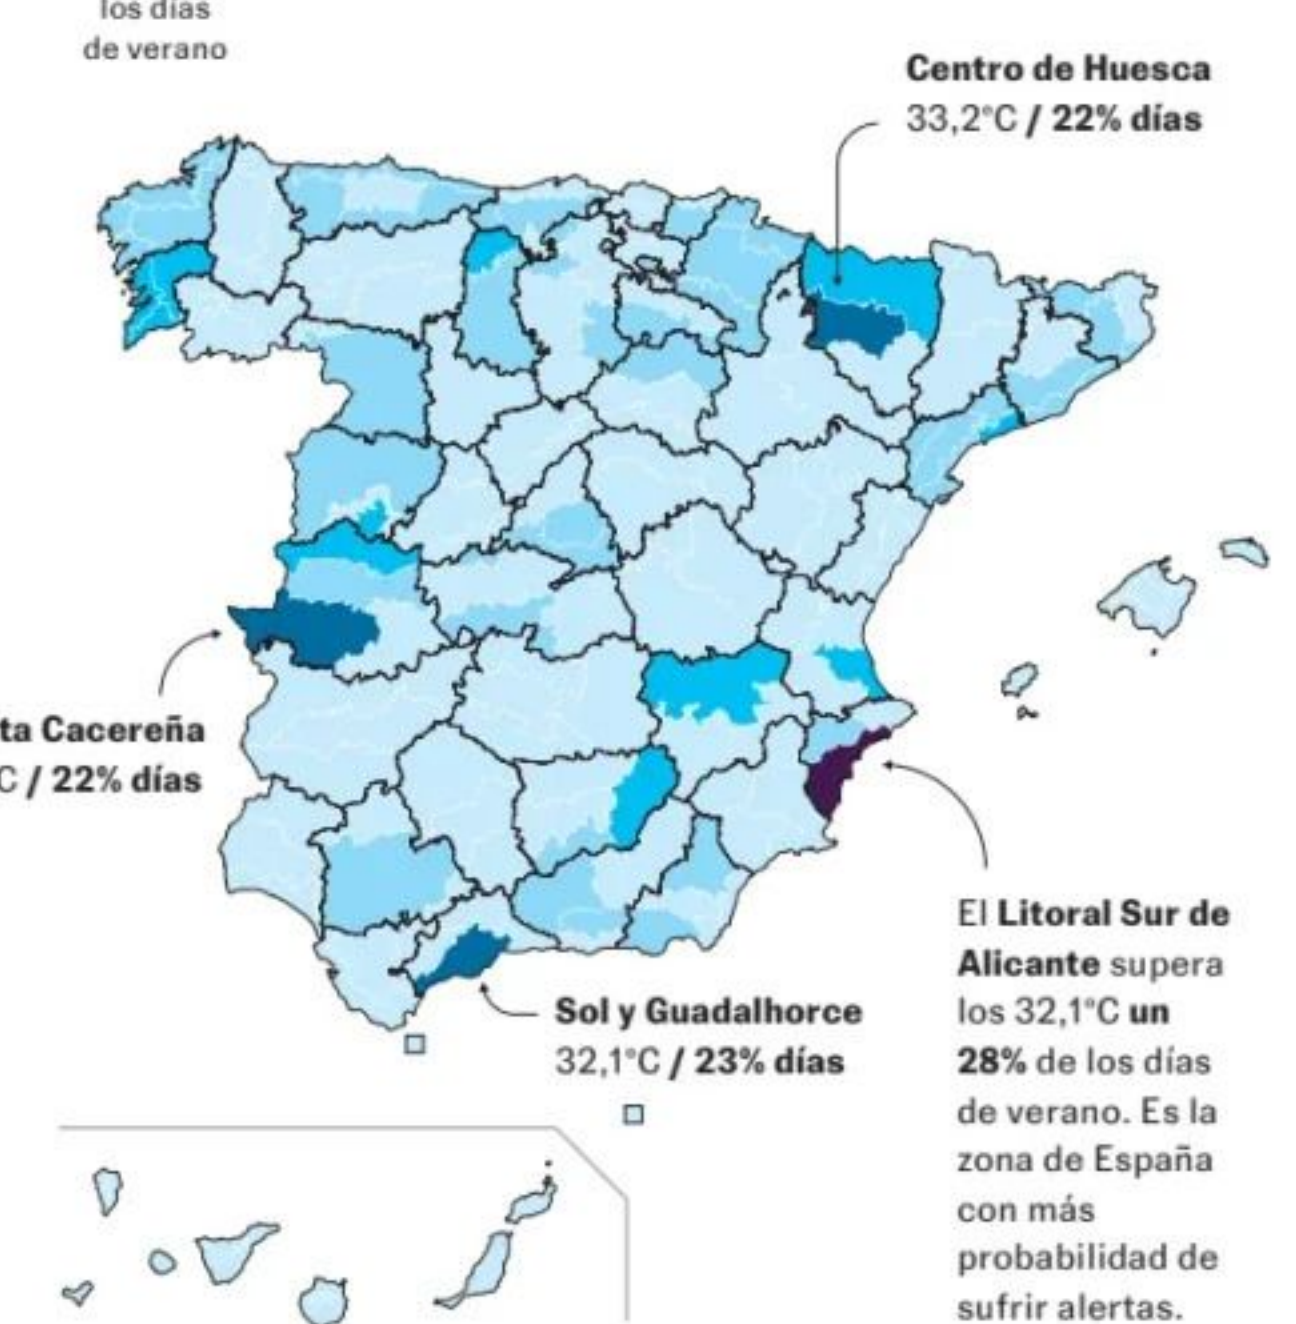 los días
de verano
Centro de Huesca
33,2°C / 22% días
ta Cacereña
C / 22% días
Sol y Guadalhorce
32,1°C / 23% días
El Litoral Sur de
Alicante supera
los 32,1°C un
28% de los días
de verano. Es la
zona de España
con más
probabilidad de
sufrir alertas.